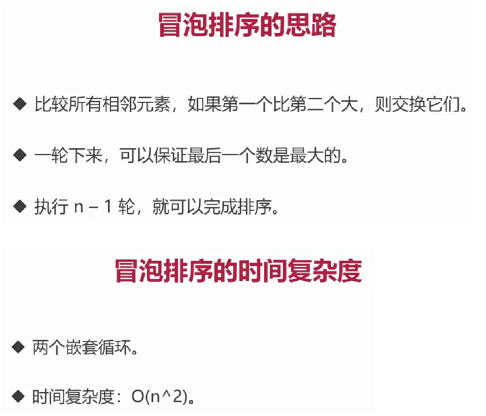 冒泡排序的思路
◆ 比较所有相邻元素，如果第一个比第二个大，则交换它们。
◆ 一轮下来，可以保证最后一个数是最大的。
◆ 执行 n – 1 轮，就可以完成排序。
冒泡排序的时间复杂度
◆ 两个嵌套循环。
◆ 时间复杂度：O(n^2)。